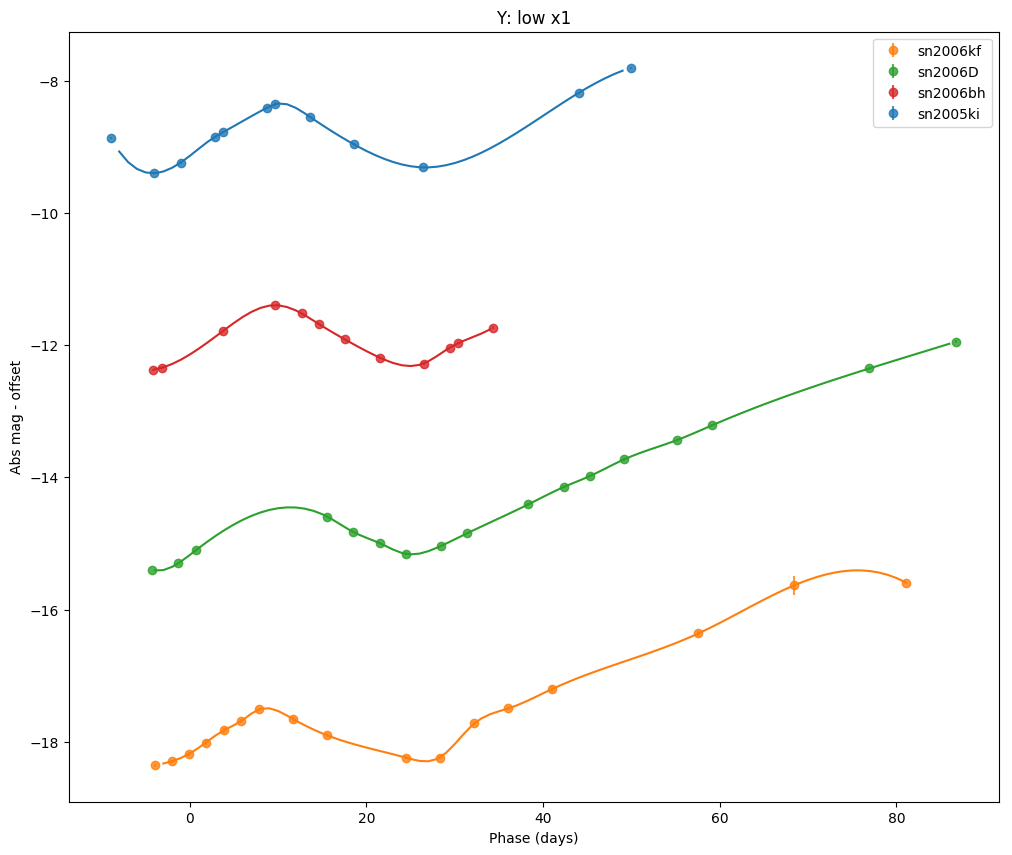 Y: low x1
sn2006kf
sn2006D
sn2006bh
sn2005ki
Abs mag - offset
−8
−10
−12
−14
−16
−18
0 20 40 60 80
Phase (days)